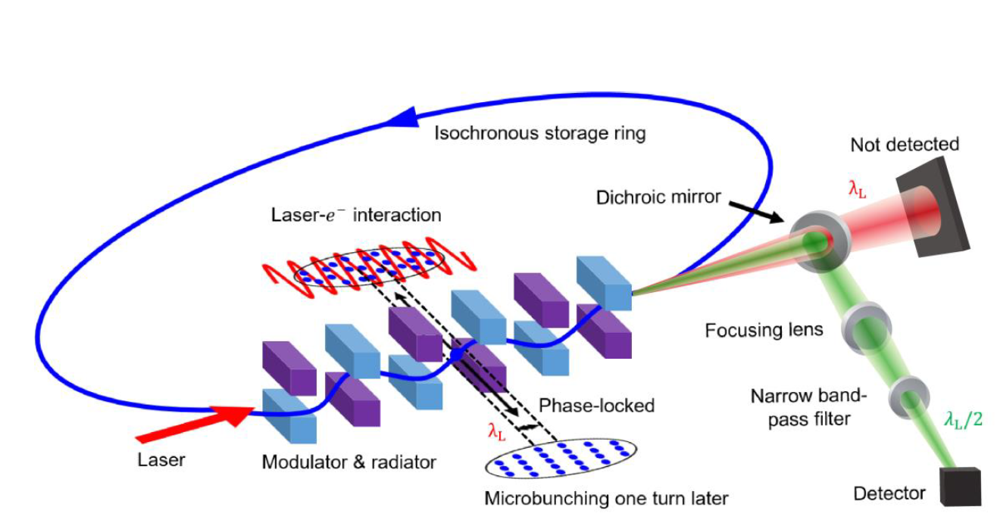 Isochronous storage ring
Not detected
λL
Dichroic mirror
Laser-e− interaction
Focusing lens
Narrow band-
pass filter
Phase-locked
λL
λL/2
Laser
Modulator & radiator
Microbunching one turn later
Detector